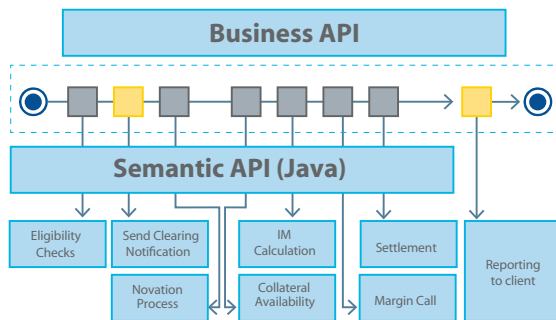 Business API
Semantic API (Java)
Eligibility
Checks
Send Clearing
Notification
IM
Calculation
Settlement
Reporting
to client
Novation
Process
Collateral
Availability
Margin Call